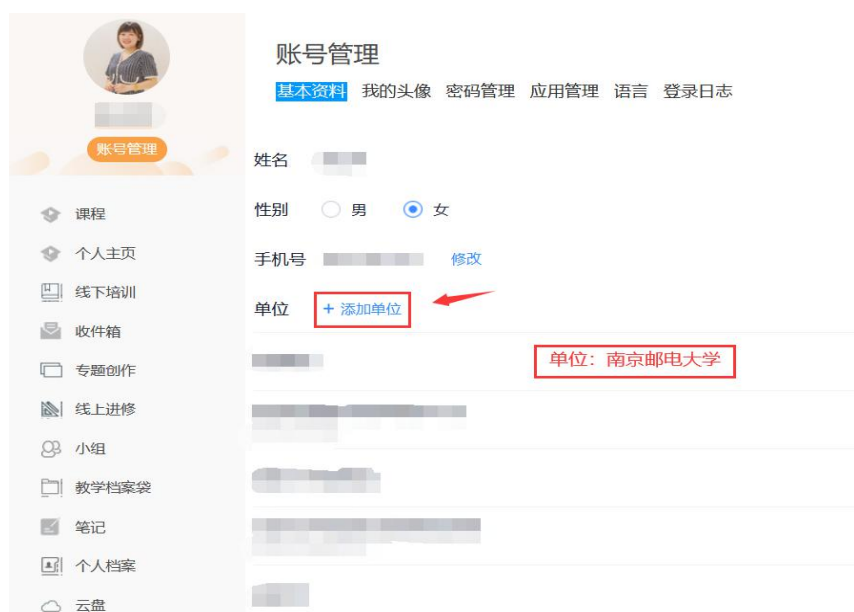 账号管理
课程
个人主页
线下培训
收件箱
专题创作
线上进修
小组
教学档案袋
笔记
个人档案
云盘
账号管理
基本资料 我的头像 密码管理 应用管理 语言 登录日志
姓名
性别 男 女
手机号 修改
单位 + 添加单位
单位：南京邮电大学